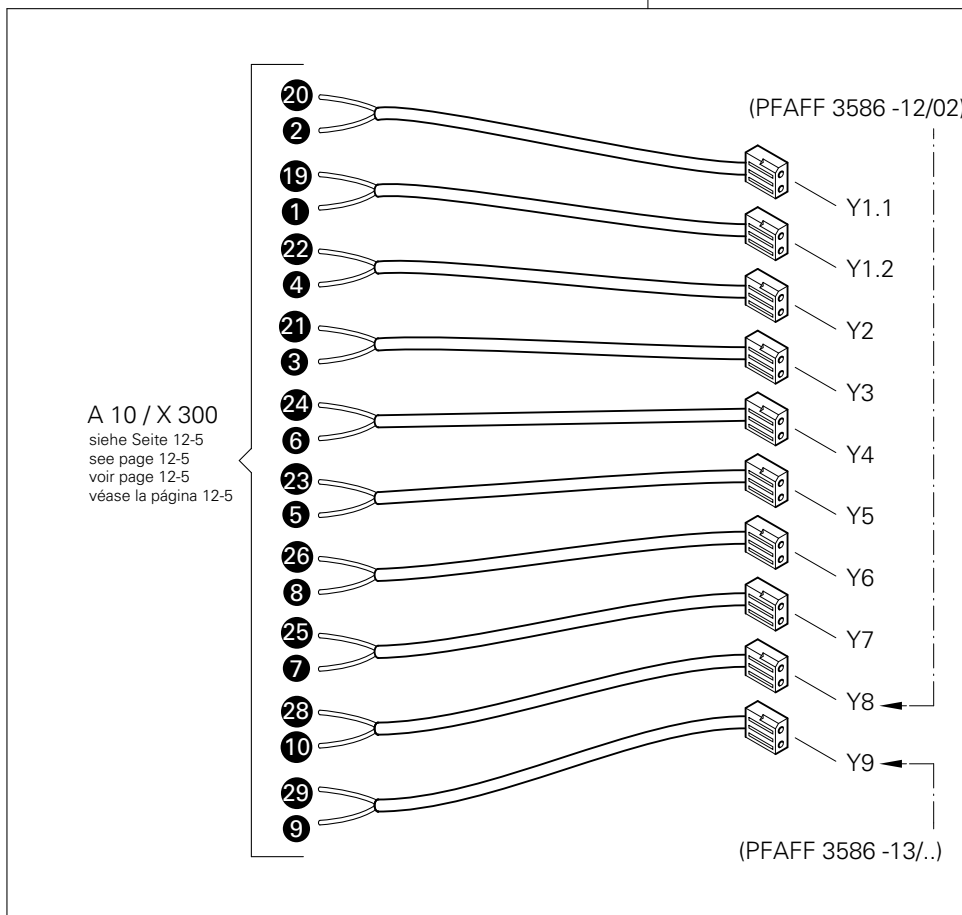 20
2
(PFAFF 3586 -12/02)
Y1.1
19
1
Y1.2
22
4
Y2
21
3
Y3
A 10 / X 300
siehe Seite 12-5
see page 12-5
voir page 12-5
véase la página 12-5
24
6
Y4
23
5
Y5
26
8
Y6
25
7
Y7
28
10
Y8
29
9
Y9
(PFAFF 3586 -13/..)